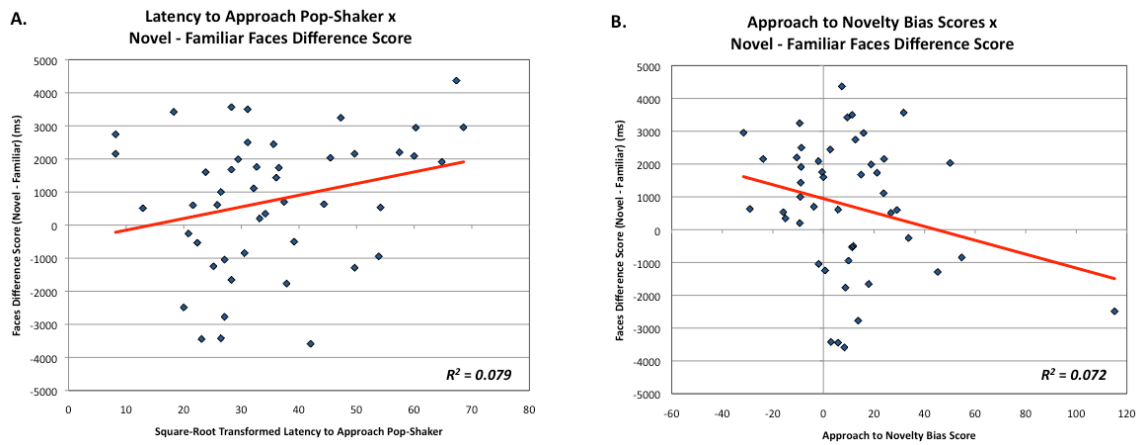 A.
Latency to Approach Pop-Shaker x
Novel - Familiar Faces Difference Score
5000
4000
3000
2000
1000
0
-1000
-2000
-3000
-4000
-5000
Faces Difference Score (Novel - Familiar) (ms)
R² = 0.079
0 10 20 30 40 50 60 70 80
Square-Root Transformed Latency to Approach Pop-Shaker
B.
Approach to Novelty Bias Scores x
Novel - Familiar Faces Difference Score
5000
4000
3000
2000
1000
0
-1000
-2000
-3000
-4000
-5000
Faces Difference Score (Novel - Familiar) (ms)
R² = 0.072
-60 -40 -20 0 20 40 60 80 100 120
Approach to Novelty Bias Score